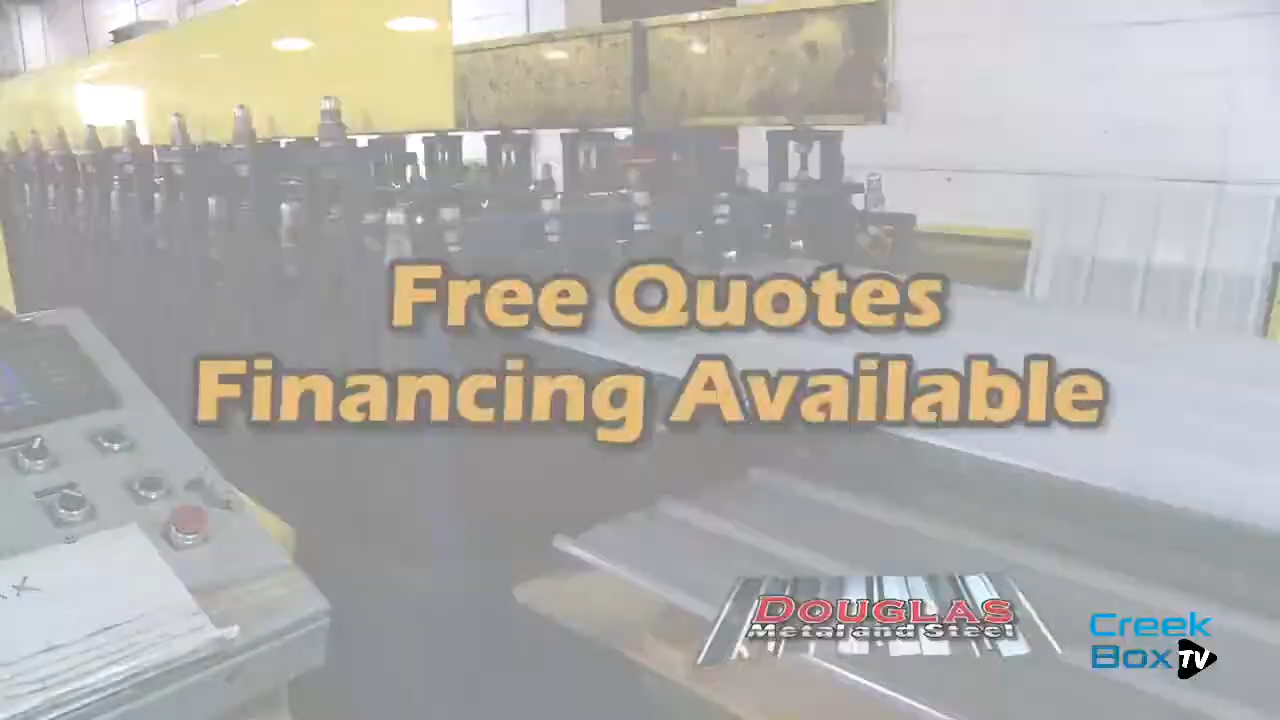 Free Quotes
Financing Available
DOUGLAS
Metal and Steel
Creek
Box TV